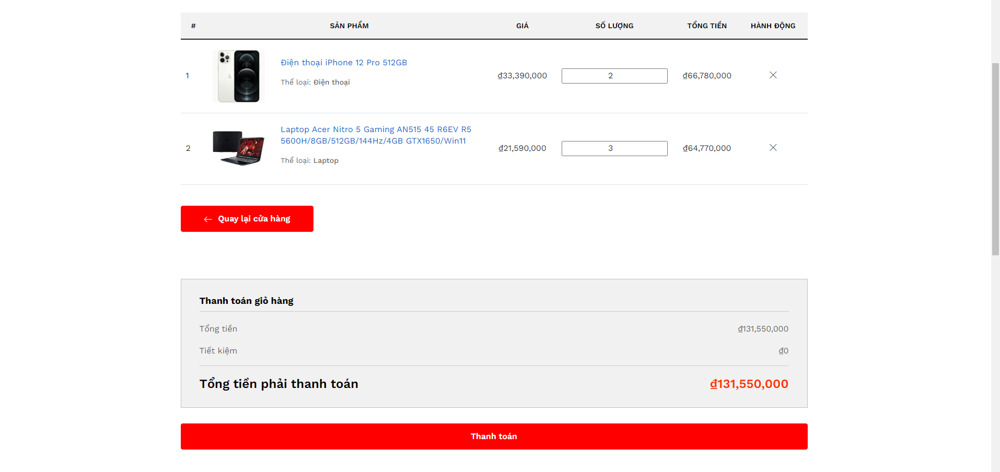 # SẢN PHẨM GIÁ SỐ LƯỢNG TỔNG TIỀN HÀNH ĐỘNG
Điện thoại iPhone 12 Pro 512GB
1 ₫33,390,000 2 ₫66,780,000
Thể loại: Điện thoại
Laptop Acer Nitro 5 Gaming AN515 45 R6EV R5
5600H/8GB/512GB/144Hz/4GB GTX1650/Win11
2 ₫21,590,000 3 ₫64,770,000
Thể loại: Laptop
Quay lại cửa hàng
Thanh toán giỏ hàng
Tổng tiền ₫131,550,000
Tiết kiệm ₫0
Tổng tiền phải thanh toán ₫131,550,000
Thanh toán